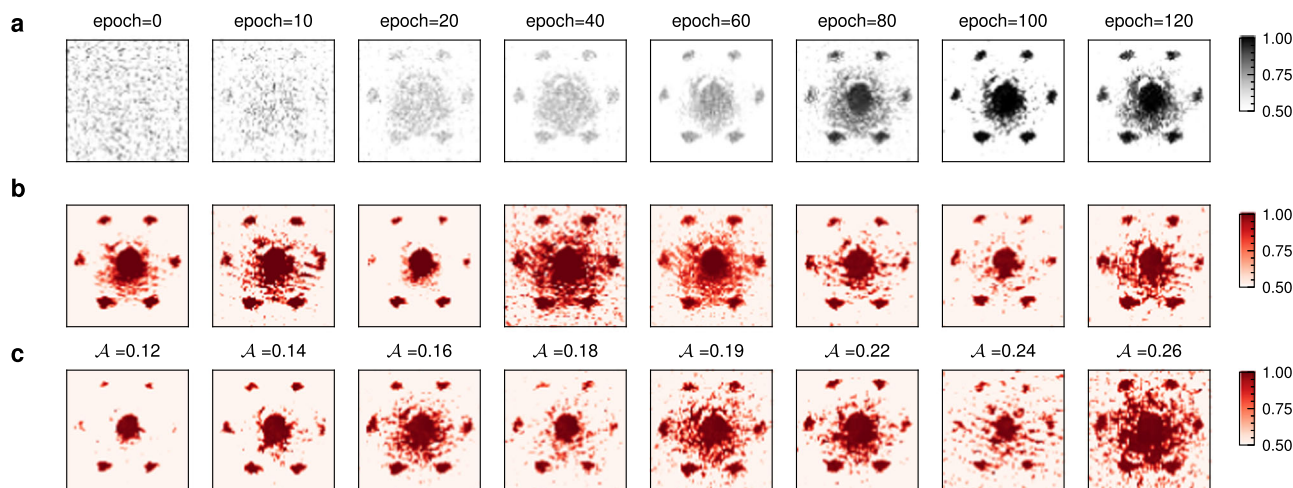 a
epoch=0 epoch=10 epoch=20 epoch=40 epoch=60 epoch=80 epoch=100 epoch=120
1.00
0.75
0.50
b
1.00
0.75
0.50
c
𝒜 =0.12 𝒜 =0.14 𝒜 =0.16 𝒜 =0.18 𝒜 =0.19 𝒜 =0.22 𝒜 =0.24 𝒜 =0.26
1.00
0.75
0.50